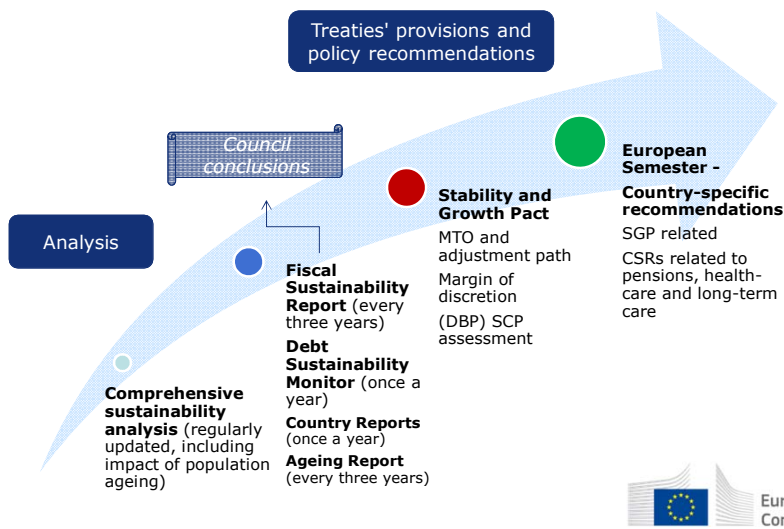 Treaties' provisions and
policy recommendations
Council
conclusions
Analysis
Comprehensive
sustainability
analysis (regularly
updated, including
impact of population
ageing)
Fiscal
Sustainability
Report (every
three years)
Debt
Sustainability
Monitor (once a
year)
Country Reports
(once a year)
Ageing Report
(every three years)
Stability and
Growth Pact
MTO and
adjustment path
Margin of
discretion
(DBP) SCP
assessment
European
Semester -
Country-specific
recommendations
SGP related
CSRs related to
pensions, health-
care and long-term
care